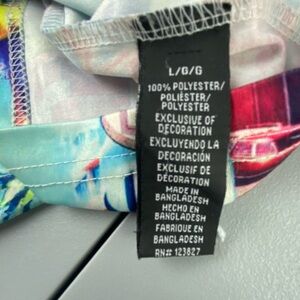 L/G/G
100% POLYESTER/
POLIÉSTER/
POLYESTER
EXCLUSIVE OF
DECORATION
EXCLUYENDO LA
DECORACIÓN
EXCLUSIF DE
DÉCORATION
MADE IN
BANGLADESH
HECHO EN
BANGLADESH
FABRIQUÉ EN
BANGLADESH
RN# 123827